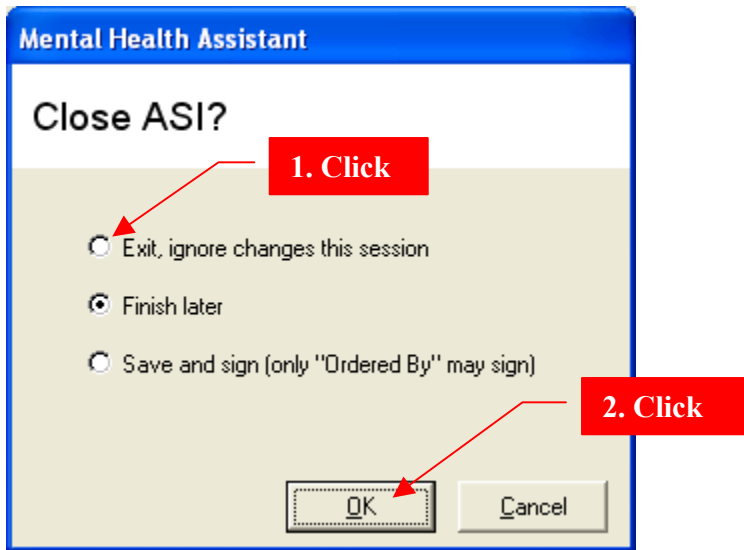 Mental Health Assistant
Close ASI?
1. Click
Exit, ignore changes this session
Finish later
Save and sign (only "Ordered By" may sign)
2. Click
OK
Cancel